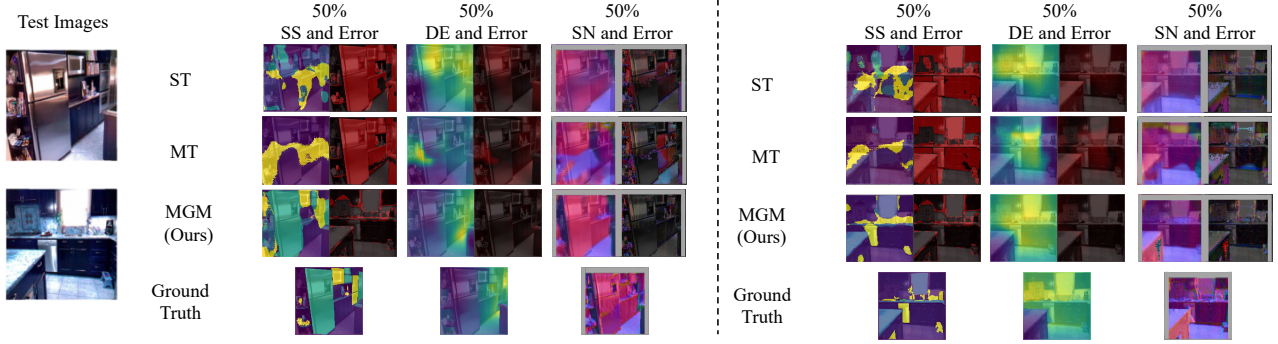 Test Images
50%
SS and Error
50%
DE and Error
50%
SN and Error
ST
MT
MGM
(Ours)
Ground
Truth
50%
SS and Error
50%
DE and Error
50%
SN and Error
ST
MT
MGM
(Ours)
Ground
Truth